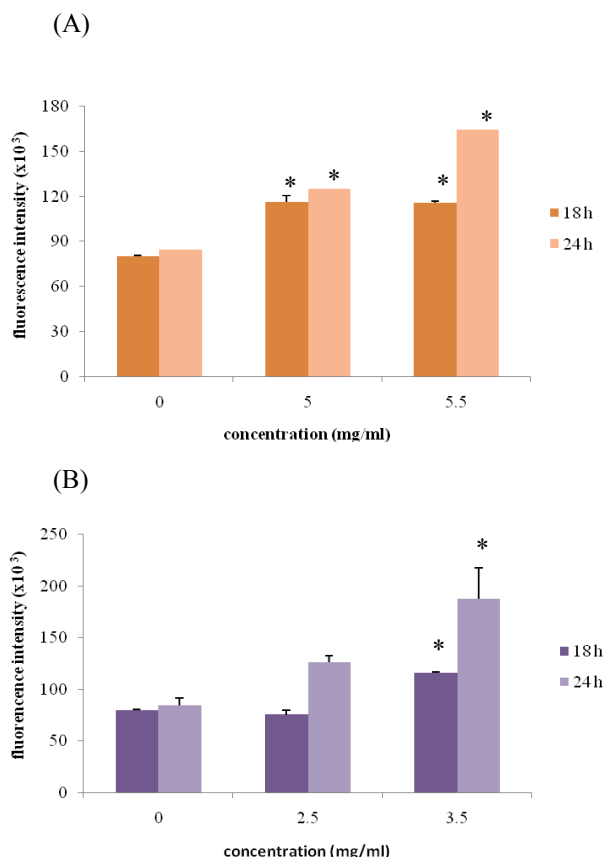 (A)
fluorescence intensity (x10³)
180
150
120
90
60
30
0
* * * *
0 5 5.5
concentration (mg/ml)
18h
24h
(B)
fluorencence intensity (x10³)
250
200
150
100
50
0
* *
0 2.5 3.5
concentration (mg/ml)
18h
24h